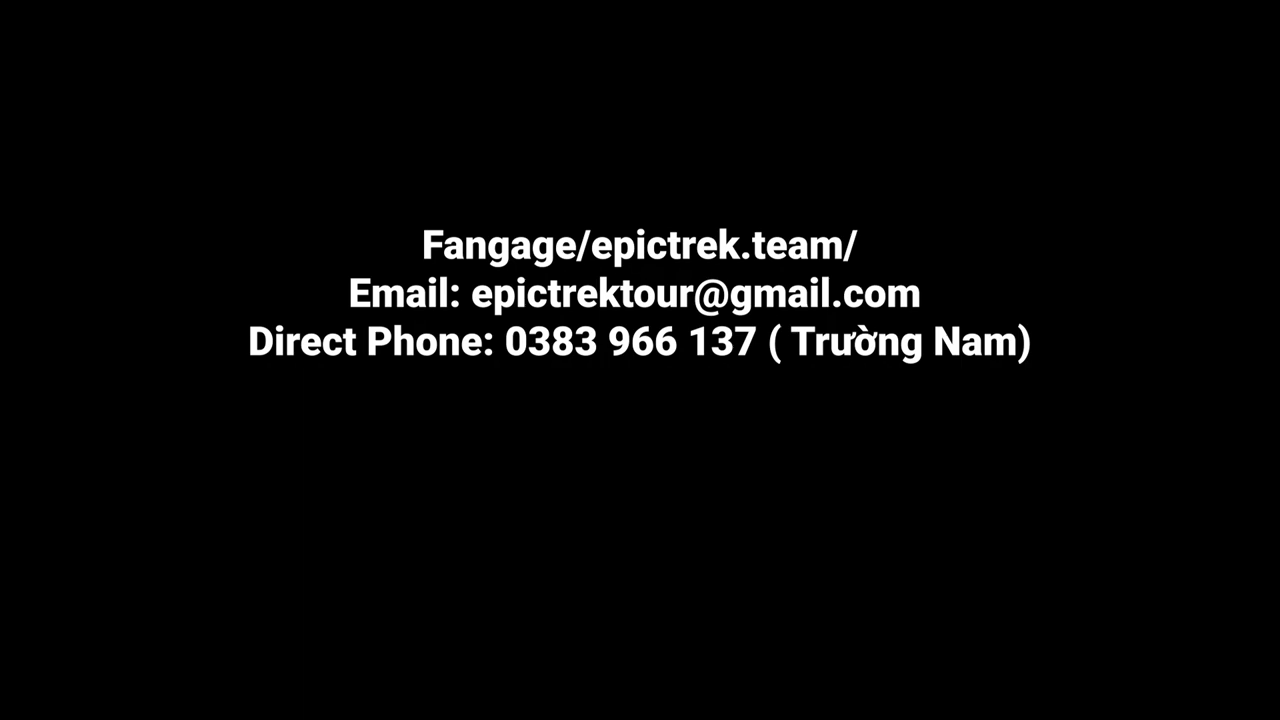 Fangage/epictrek.team/
Email: epictrektour@gmail.com
Direct Phone: 0383 966 137 ( Trường Nam)